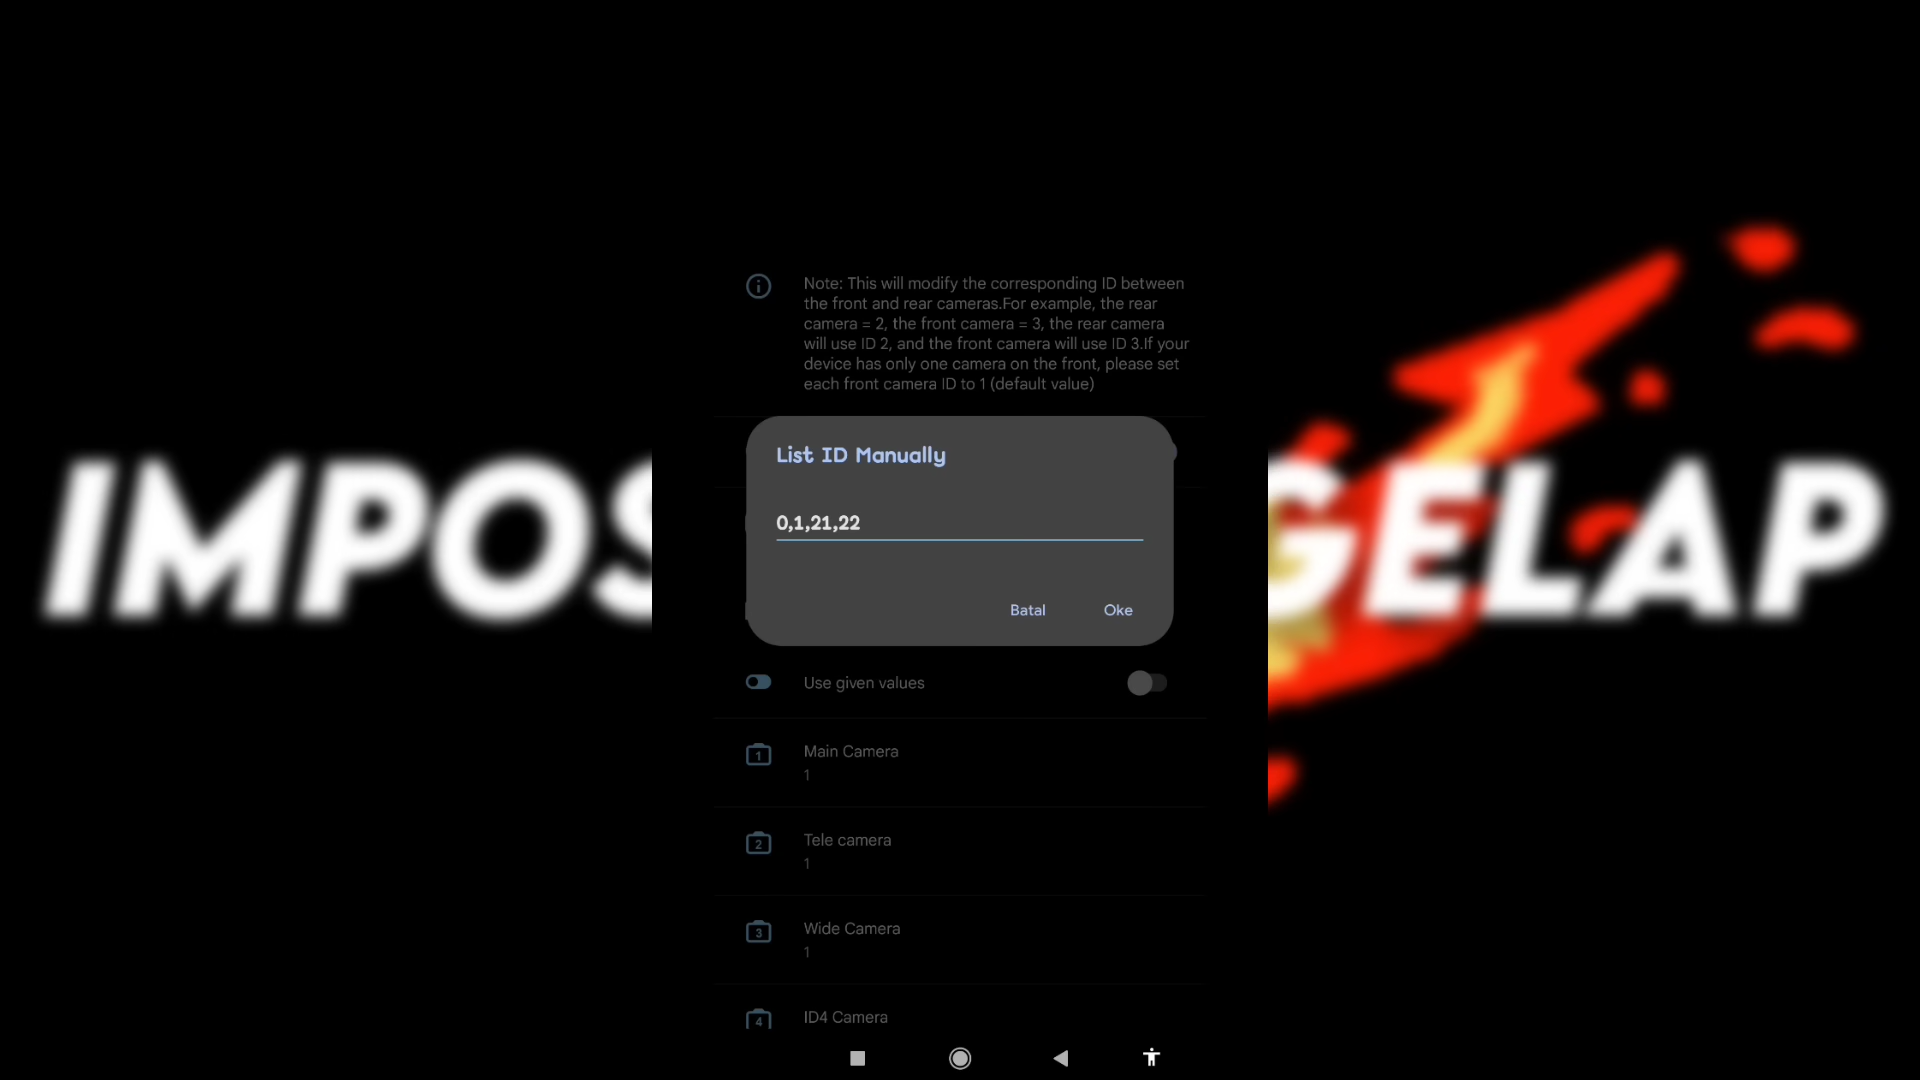 Note: This will modify the corresponding ID between
the front and rear cameras.For example, the rear
camera = 2, the front camera = 3, the rear camera
will use ID 2, and the front camera will use ID 3.If your
device has only one camera on the front, please set
each front camera ID to 1 (default value)
List ID Manually
0,1,21,22
Batal Oke
IMPOS
GELAP
Use given values
1 Main Camera
1
2 Tele camera
1
3 Wide Camera
1
4 ID4 Camera